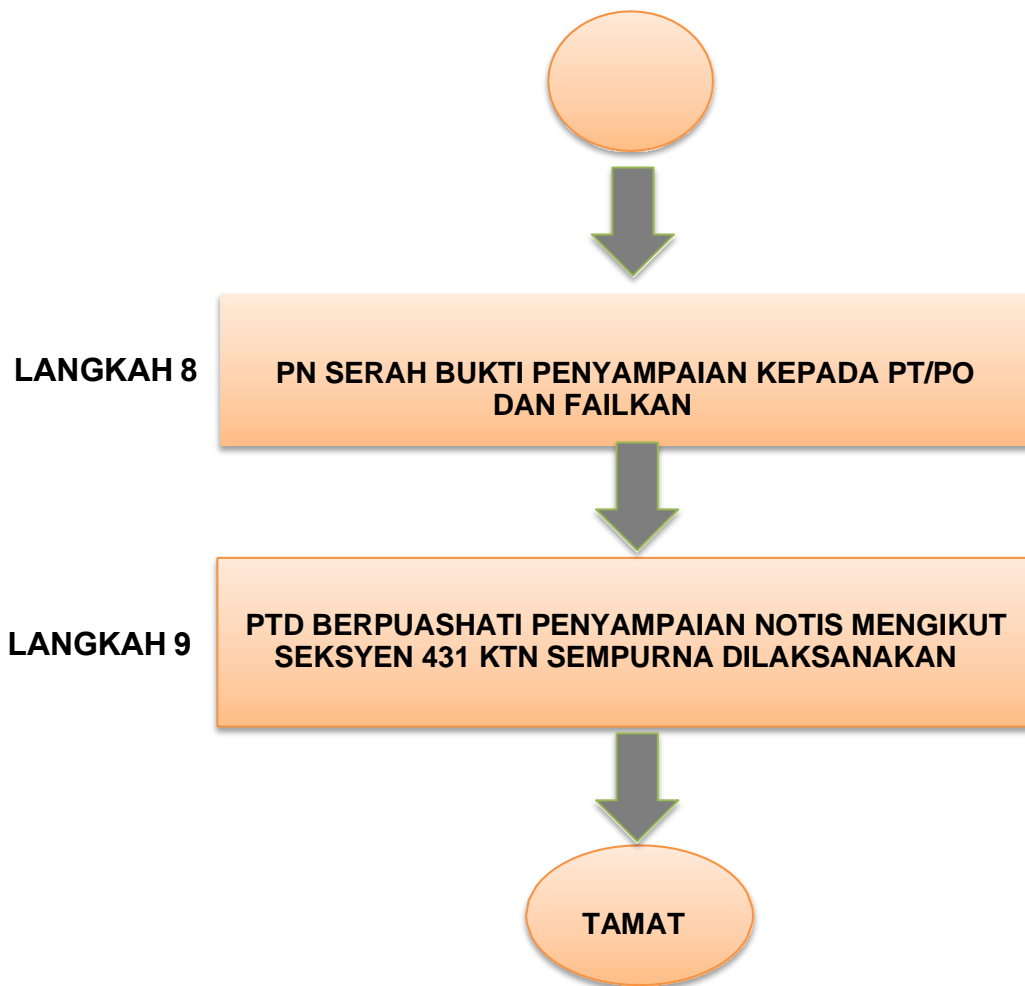 LANGKAH 8
PN SERAH BUKTI PENYAMPAIAN KEPADA PT/PO
DAN FAILKAN
LANGKAH 9
PTD BERPUASHATI PENYAMPAIAN NOTIS MENGIKUT
SEKSYEN 431 KTN SEMPURNA DILAKSANAKAN
TAMAT